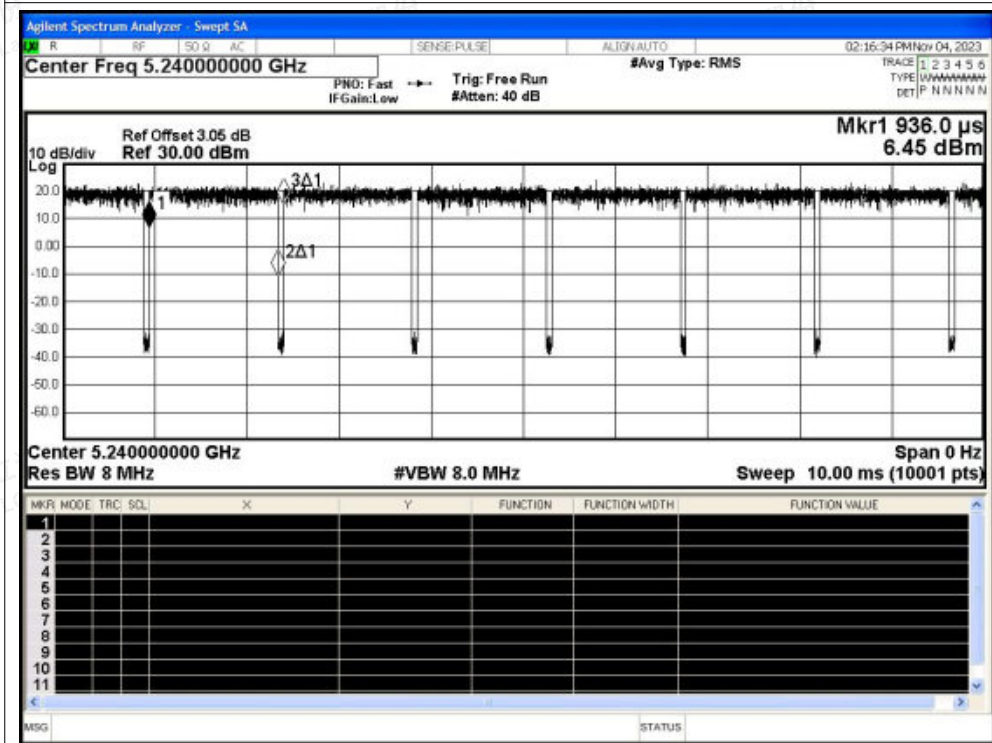 Agilent Spectrum Analyzer - Swept SA
LXI R RF 50 Ω AC SENSE:PULSE ALIGN AUTO 02:16:34 PM Nov 04, 2023
Center Freq 5.240000000 GHz #Avg Type: RMS TRACE 1 2 3 4 5 6
PNO: Fast Trig: Free Run TYPE WWWWWW
IFGain:Low #Atten: 40 dB DET P N N N N N
Mkr1 936.0 µs
6.45 dBm
Ref Offset 3.05 dB
10 dB/div Ref 30.00 dBm
Log
20.0
10.0
0.00
-10.0
-20.0
-30.0
-40.0
-50.0
-60.0
1
3Δ1
2Δ1
Center 5.240000000 GHz Span 0 Hz
Res BW 8 MHz #VBW 8.0 MHz Sweep 10.00 ms (10001 pts)
MKR MODE TRC SCL X Y FUNCTION FUNCTION WIDTH FUNCTION VALUE
1
2
3
4
5
6
7
8
9
10
11
MSG STATUS